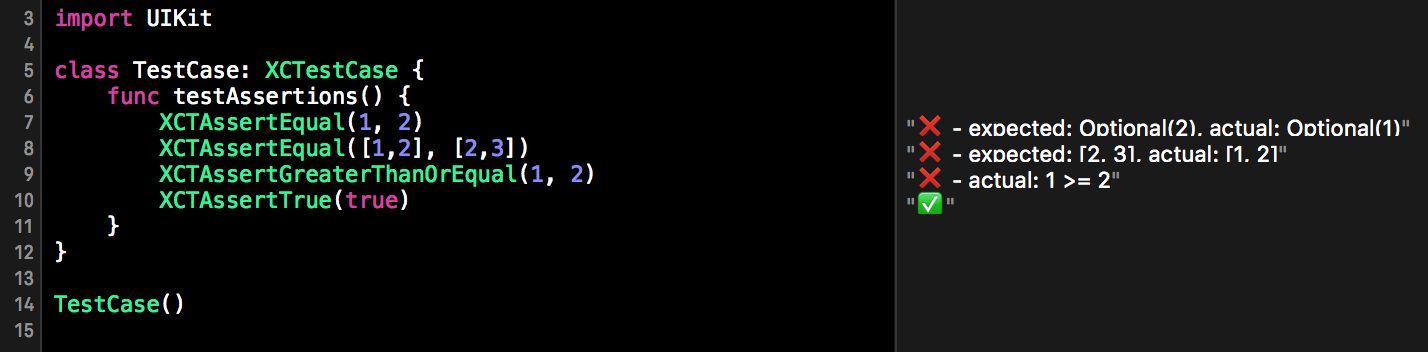 3 import UIKit
4
5 class TestCase: XCTestCase {
6     func testAssertions() {
7         XCTAssertEqual(1, 2) "❌ - expected: Optional(2), actual: Optional(1)"
8         XCTAssertEqual([1,2], [2,3]) "❌ - expected: [2, 3], actual: [1, 2]"
9         XCTAssertGreaterThanOrEqual(1, 2) "❌ - actual: 1 >= 2"
10         XCTAssertTrue(true) "✅"
11     }
12 }
13
14 TestCase()
15